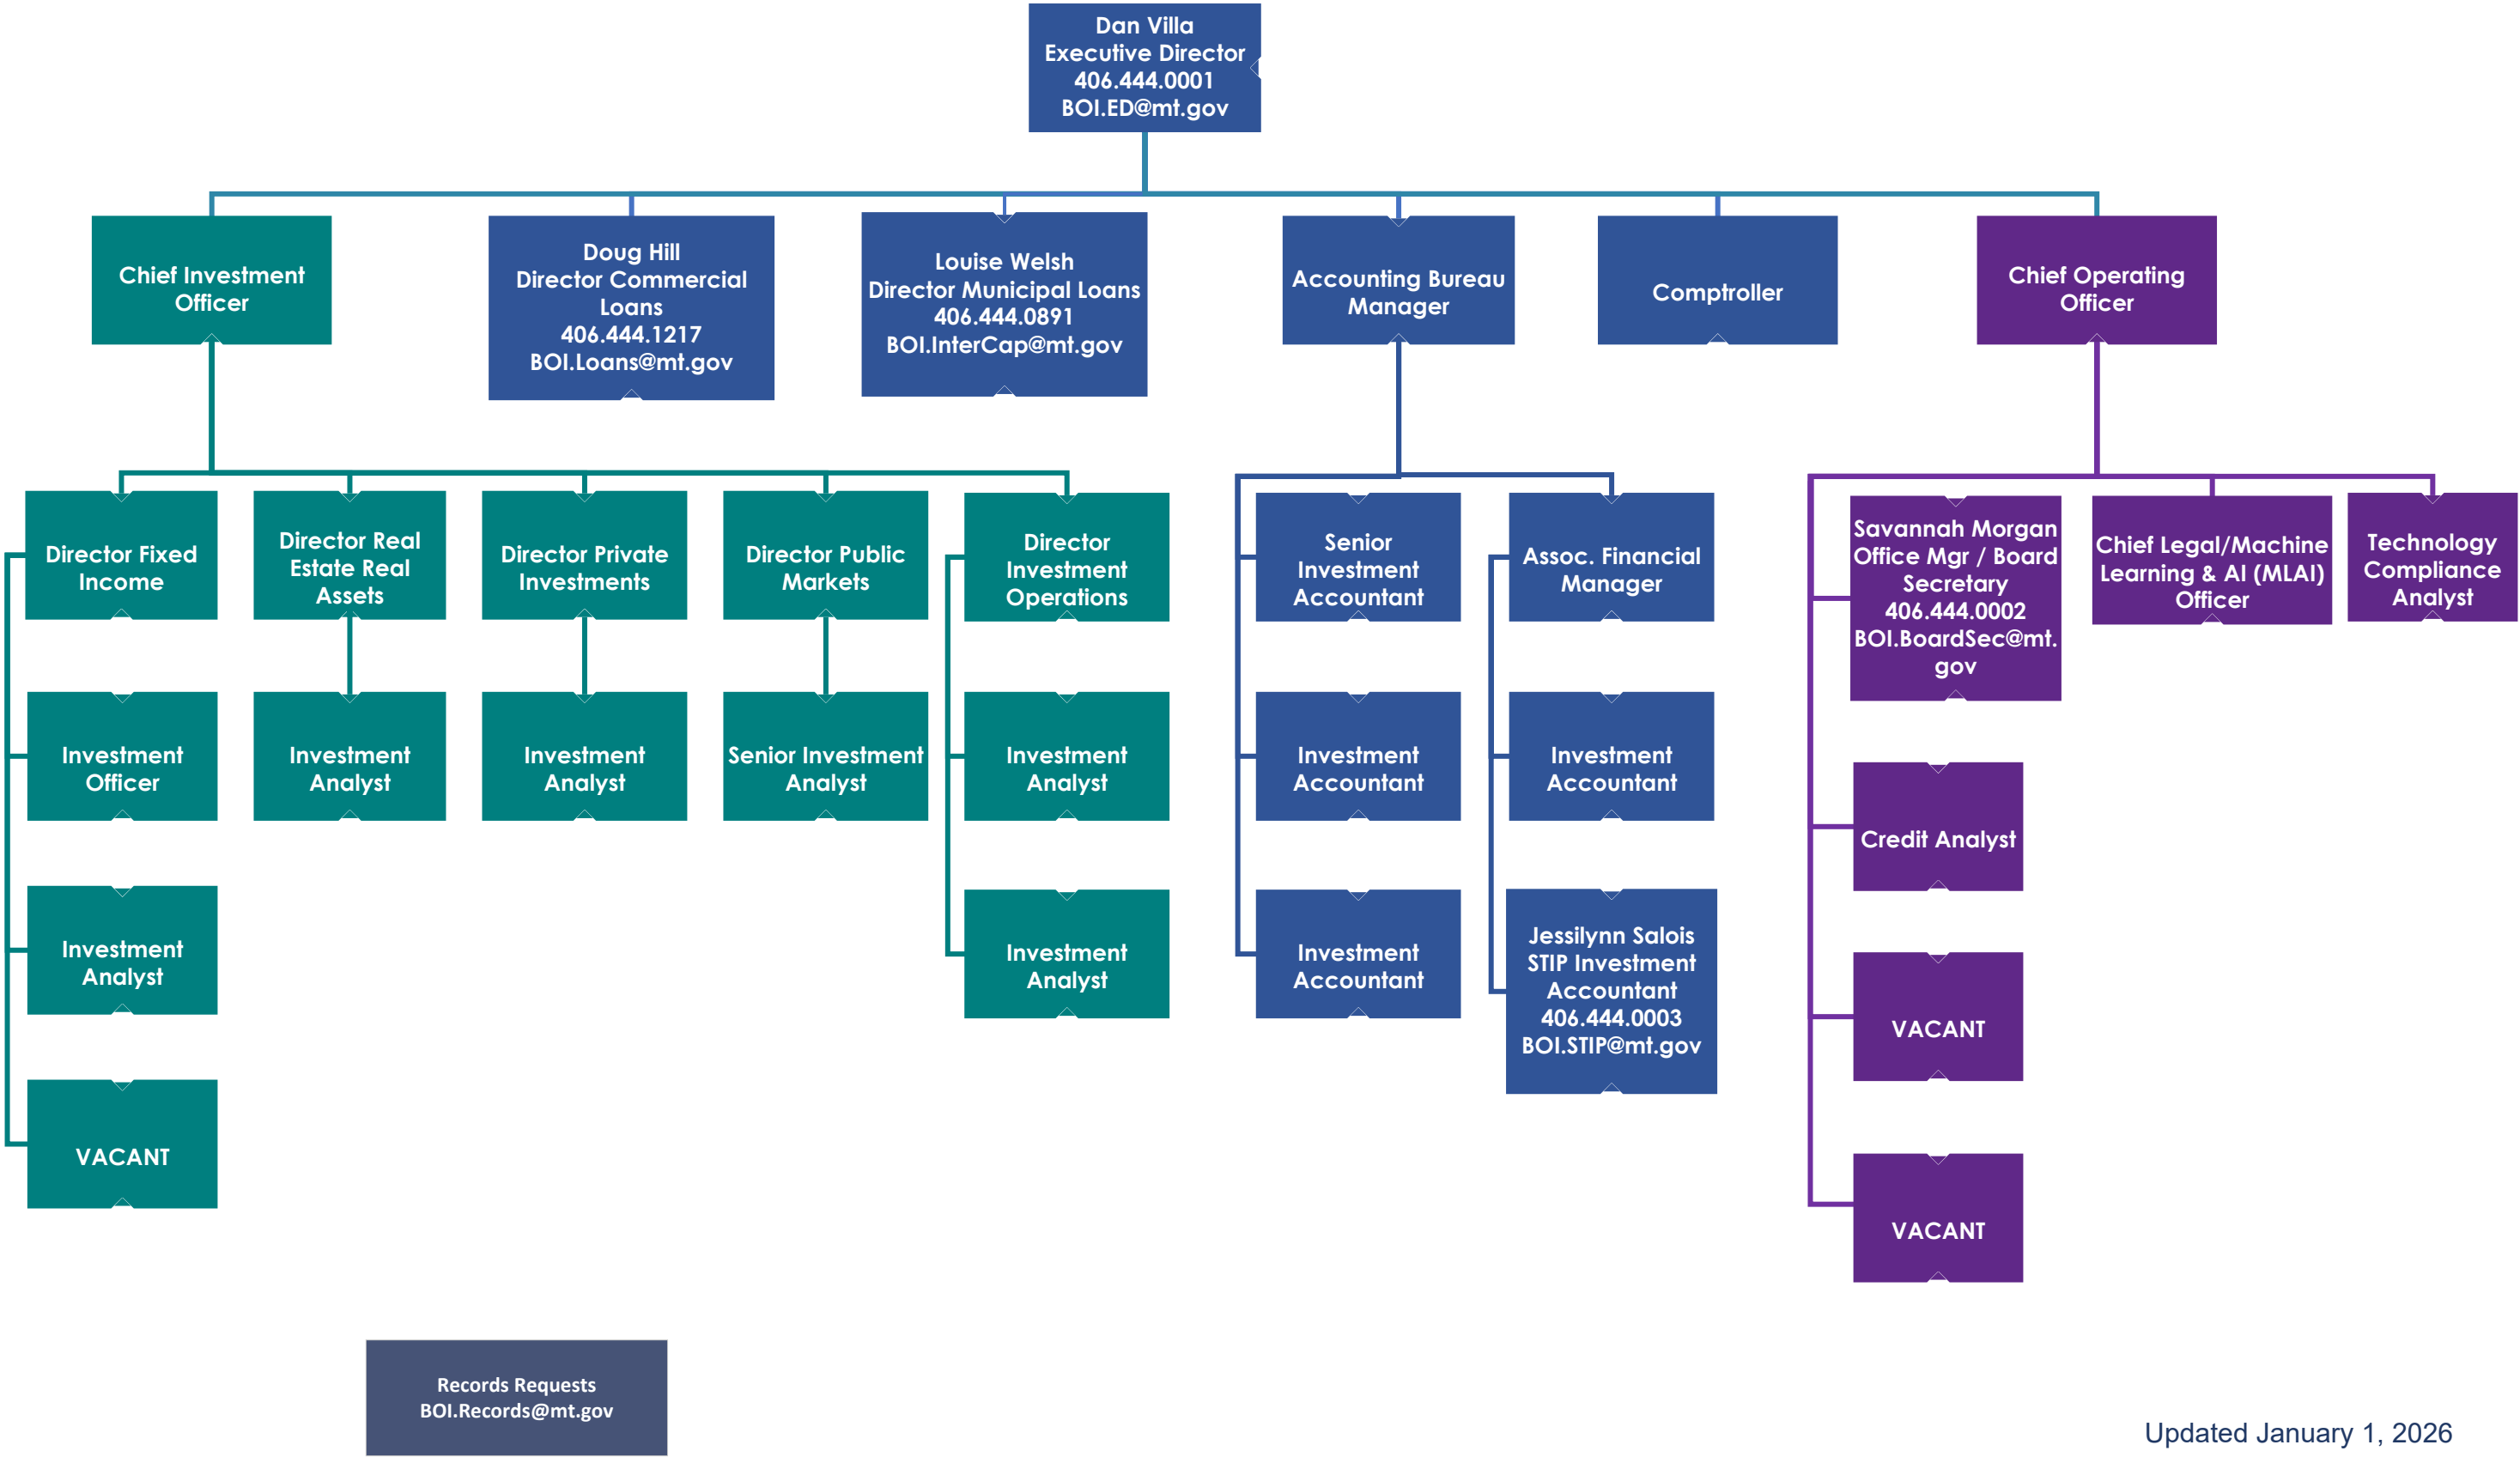 Dan Villa
Executive Director
406.444.0001
BOI.ED@mt.gov
Chief Investment
Officer
Doug Hill
Director Commercial
Loans
406.444.1217
BOI.Loans@mt.gov
Louise Welsh
Director Municipal Loans
406.444.0891
BOI.InterCap@mt.gov
Accounting Bureau
Manager
Comptroller
Chief Operating
Officer
Director Fixed
Income
Director Real
Estate Real
Assets
Director Private
Investments
Director Public
Markets
Director
Investment
Operations
Senior
Investment
Accountant
Assoc. Financial
Manager
Savannah Morgan
Office Mgr / Board
Secretary
406.444.0002
BOI.BoardSec@mt.
gov
Chief Legal/Machine
Learning & AI (MLAI)
Officer
Technology
Compliance
Analyst
Investment
Officer
Investment
Analyst
Investment
Analyst
Senior Investment
Analyst
Investment
Analyst
Investment
Accountant
Investment
Accountant
Credit Analyst
Investment
Analyst
Investment
Analyst
Investment
Accountant
Jessilynn Salois
STIP Investment
Accountant
406.444.0003
BOI.STIP@mt.gov
VACANT
VACANT
VACANT
Records Requests
BOI.Records@mt.gov
Updated January 1, 2026